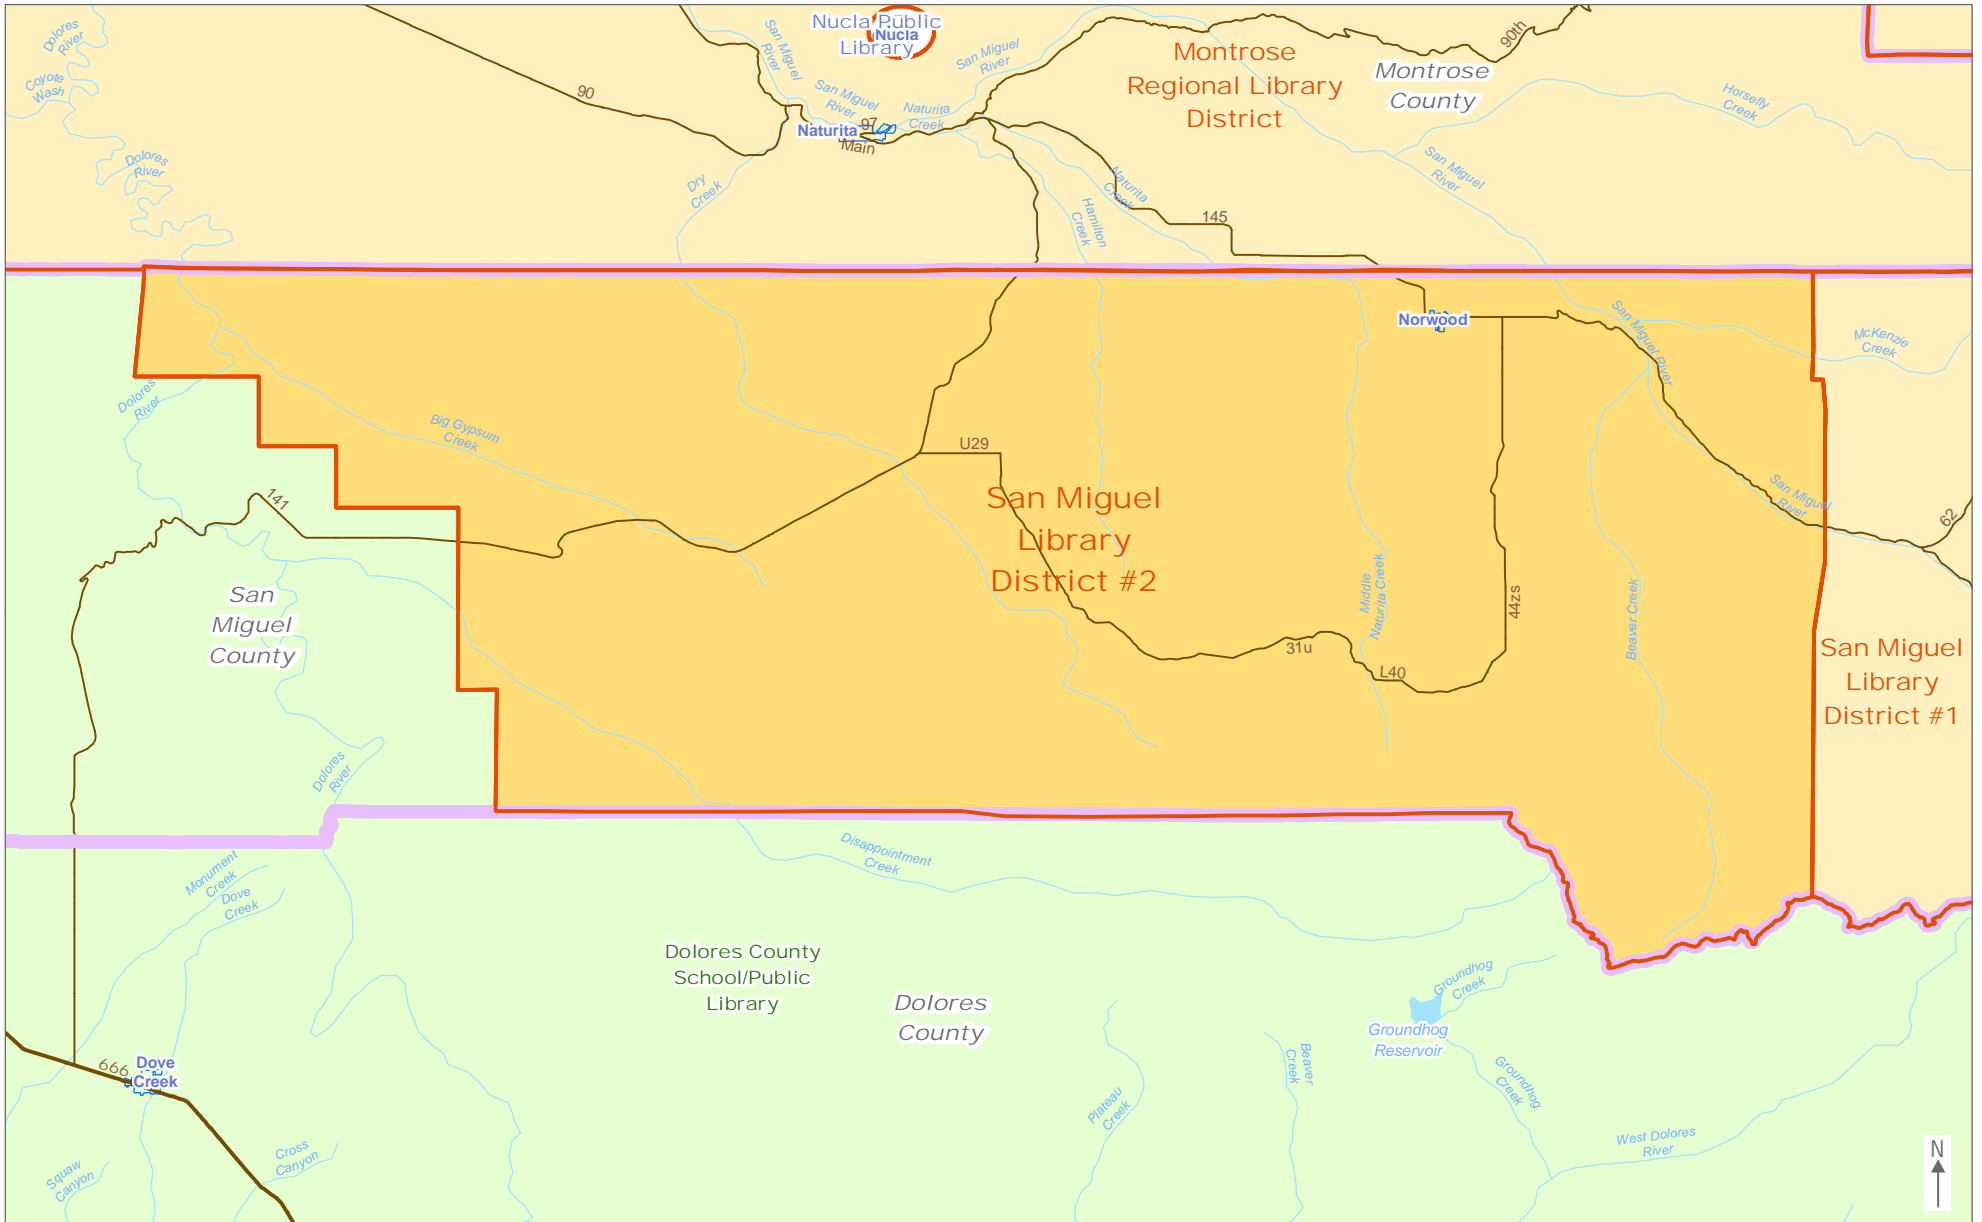 Dolores
River
Coyote
Wash
Dolores
River
90
San Miguel
River
Nucla Public
Library
Nucla
San Miguel
River
San Miguel
River
Naturita
Creek
Naturita
97
Main
Dry
Creek
Montrose
Regional Library
District
Montrose
County
90th
Horsefly
Creek
San Miguel
River
Naturita
Creek
Hamilton
Creek
145
Norwood
San Miguel River
McKenzie
Creek
Dolores
River
Big Gypsum
Creek
U29
141
San Miguel
Library
District #2
San Miguel
River
62
San
Miguel
County
Middle
Naturita Creek
44zs
Beaver Creek
31u
L40
San Miguel
Library
District #1
Dolores
River
Monument
Creek
Dove
Creek
Disappointment
Creek
Dolores County
School/Public
Library
Dolores
County
Groundhog
Creek
Groundhog
Reservoir
666
Dove
Creek
Beaver
Creek
Groundhog
Creek
Plateau
Creek
West Dolores
River
Cross
Canyon
Squaw
Canyon
N